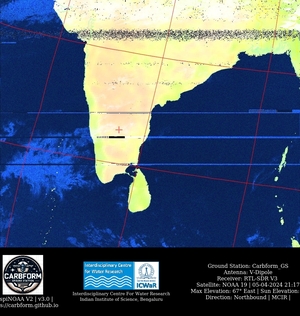 Interdisciplinary Centre
for Water Research
ICWaR
CARBFORM
Interdisciplinary Centre For Water Research
Indian Institute of Science, Bengaluru
spiNOAA V2 | v3.0 |
s://carbform.github.io
Ground Station: Carbform_GS
Antenna: V-Dipole
Receiver: RTL-SDR V3
Satellite: NOAA 19 | 05-04-2024 21:17
Max Elevation: 67° East | Sun Elevation:
Direction: Northbound | MCIR |